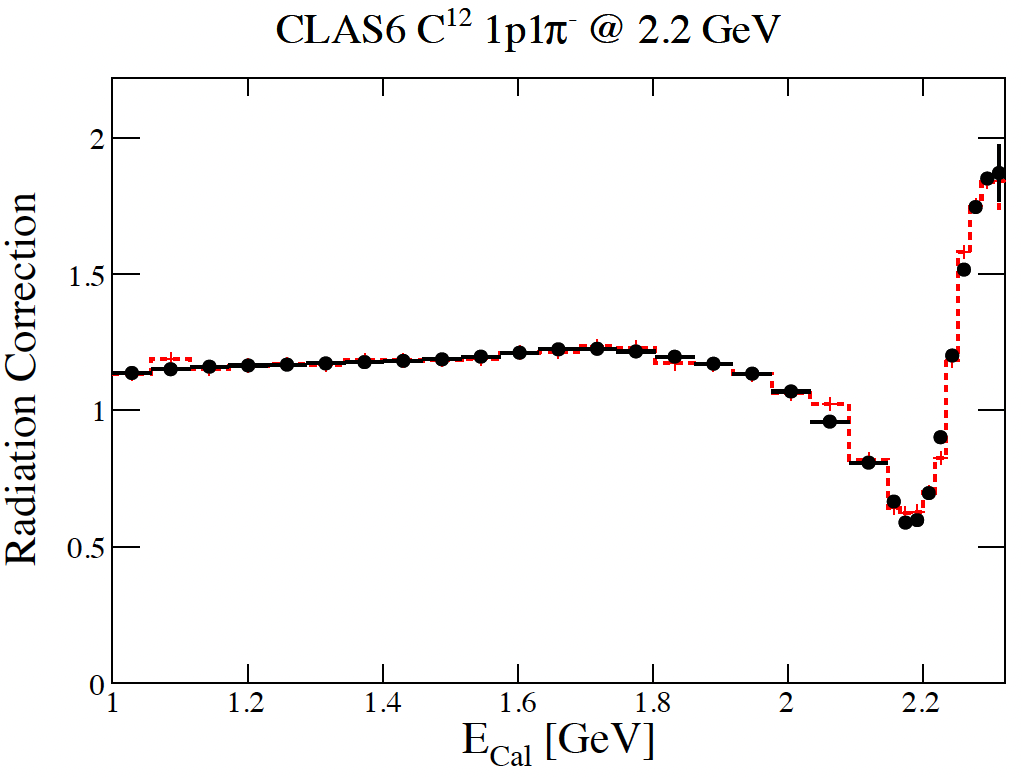 CLAS6 C¹² 1p1π⁻ @ 2.2 GeV
Radiation Correction
2
1.5
1
0.5
0
1 1.2 1.4 1.6 1.8 2 2.2
E_Cal [GeV]